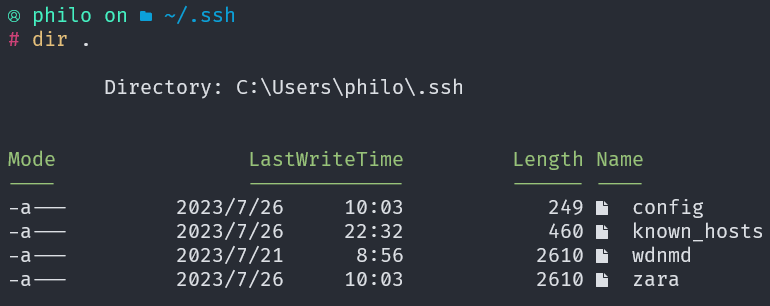 philo on ~/.ssh
# dir .
Directory: C:\Users\philo\.ssh
Mode LastWriteTime Length Name
---- ------------- ------ ----
-a--- 2023/7/26 10:03 249 config
-a--- 2023/7/26 22:32 460 known_hosts
-a--- 2023/7/21 8:56 2610 wdnmd
-a--- 2023/7/26 10:03 2610 zara